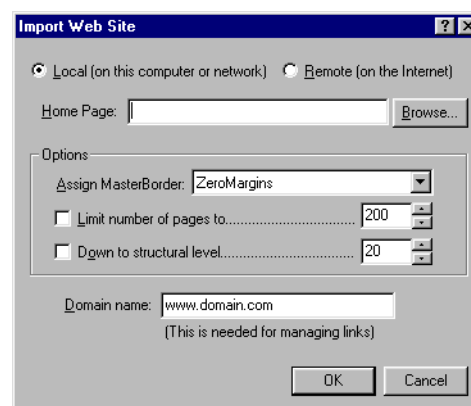 Import Web Site
Local (on this computer or network) Remote (on the Internet)
Home Page: Browse...
Options
Assign MasterBorder: ZeroMargins
Limit number of pages to................................. 200
Down to structural level................................... 20
Domain name: www.domain.com
(This is needed for managing links)
OK Cancel